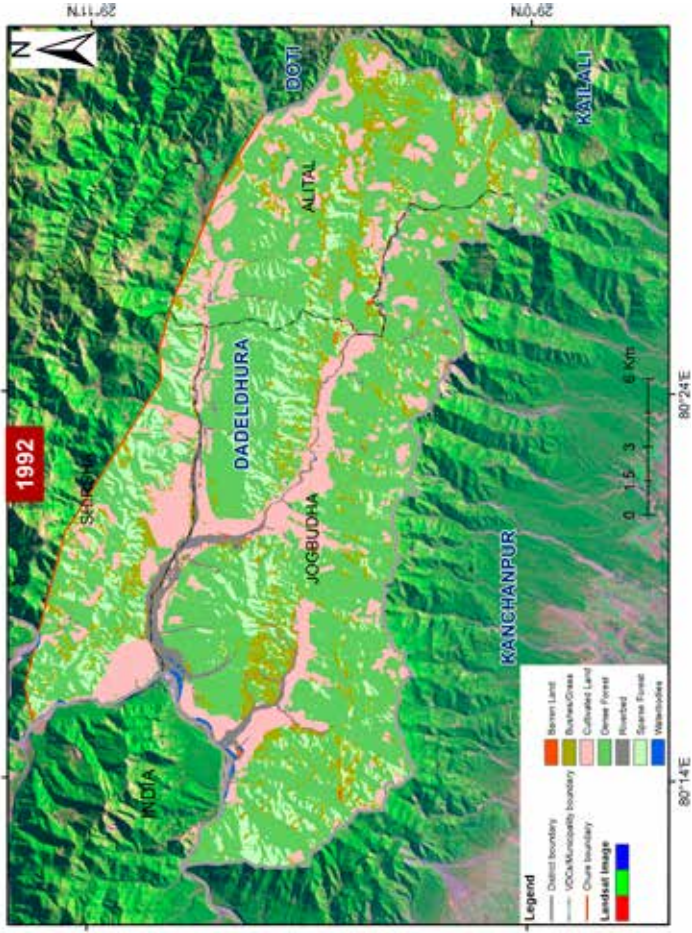 1992
N
29°11'N
29°0'N
80°14'E
80°24'E
INDIA
DOTI
KAILALI
KANCHANPUR
DADELDHURA
ALITAL
JOGBUDHA
0 1.5 3 6 Km
Legend
District boundary
VDCs/Municipality boundary
Chure boundary
Landsat Image
Barren Land
Bushes/Grass
Cultivated Land
Dense Forest
Riverbed
Sparse Forest
Waterbodies